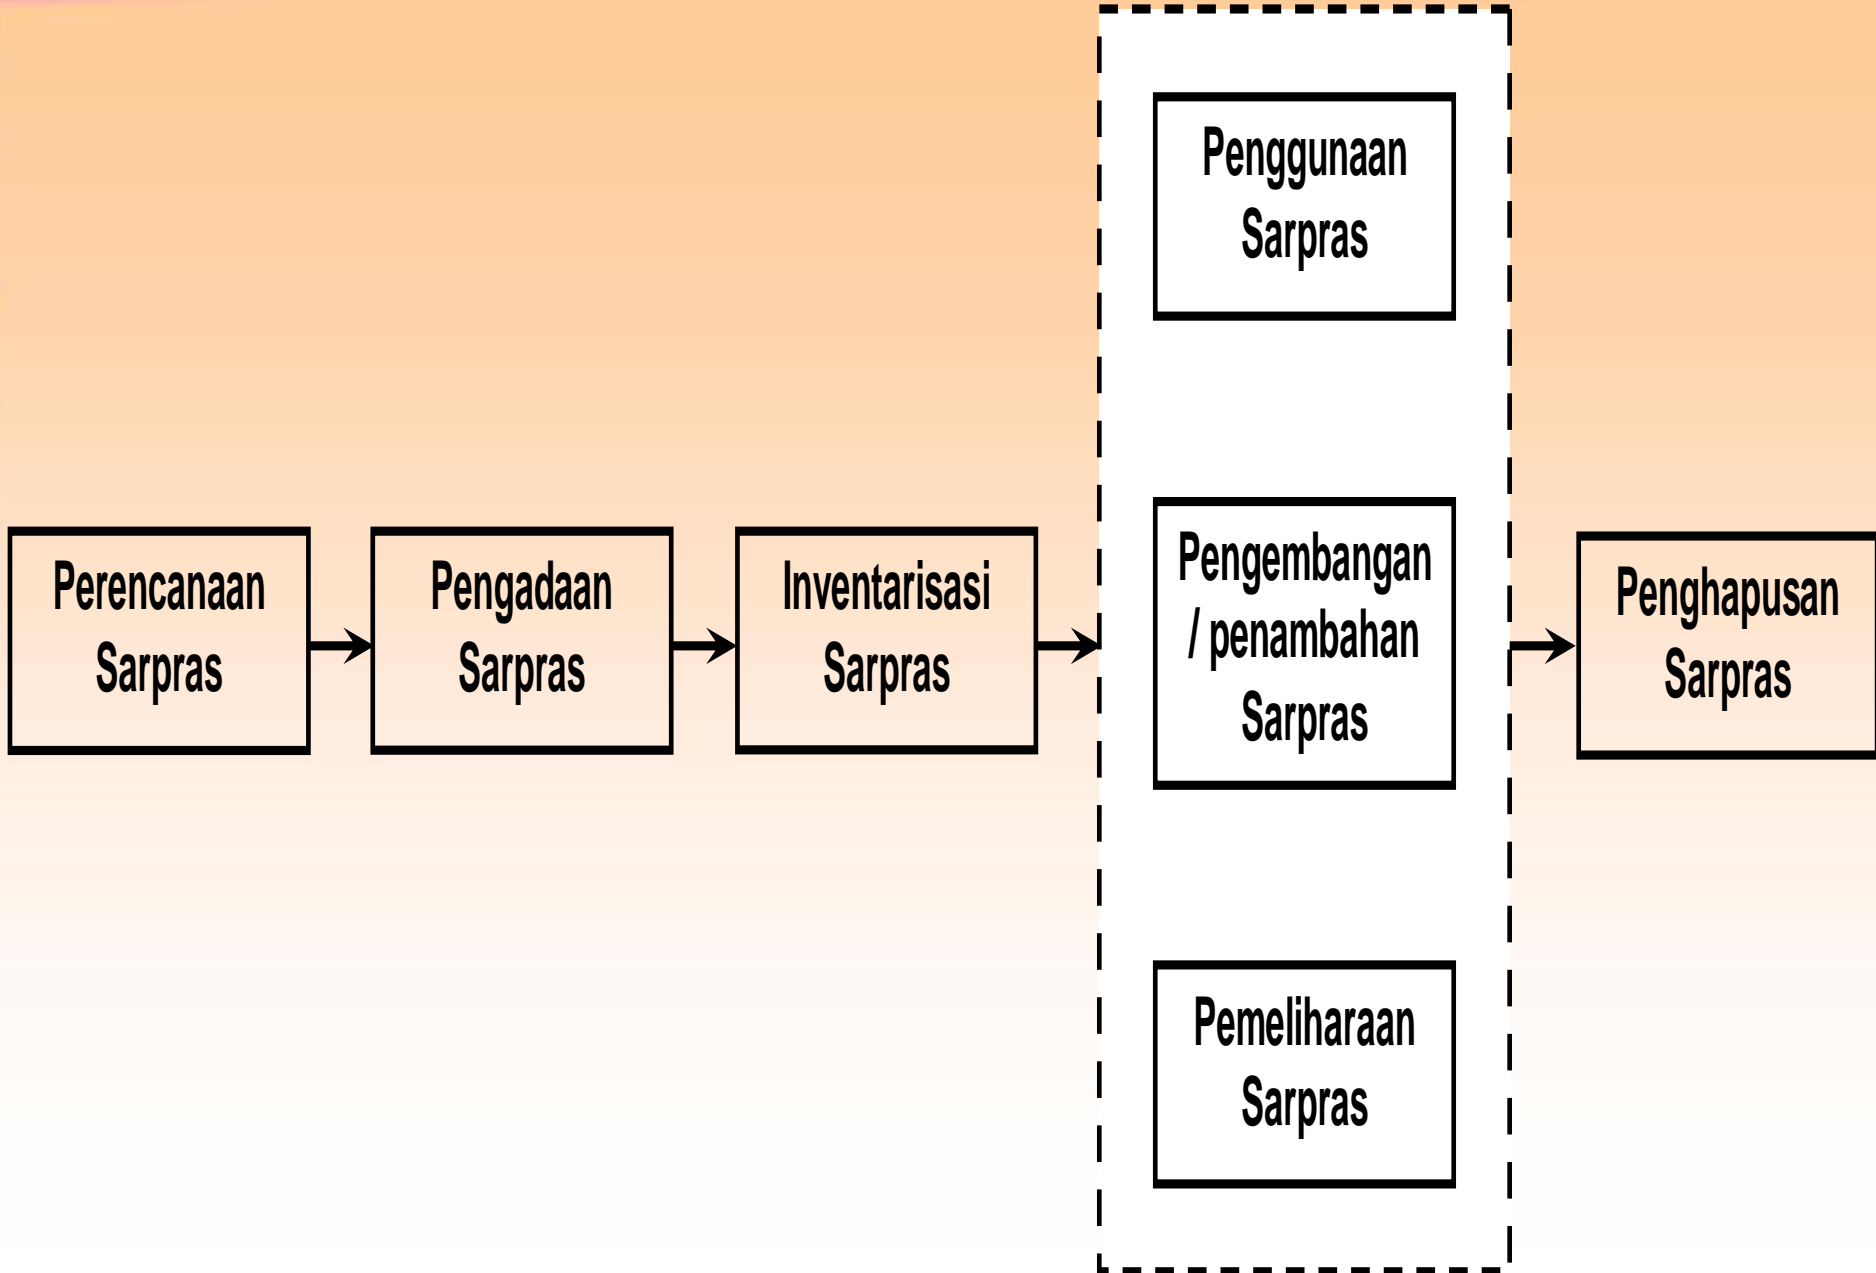 Perencanaan
Sarpras
Pengadaan
Sarpras
Inventarisasi
Sarpras
Penggunaan
Sarpras
Pengembangan
/ penambahan
Sarpras
Pemeliharaan
Sarpras
Penghapusan
Sarpras